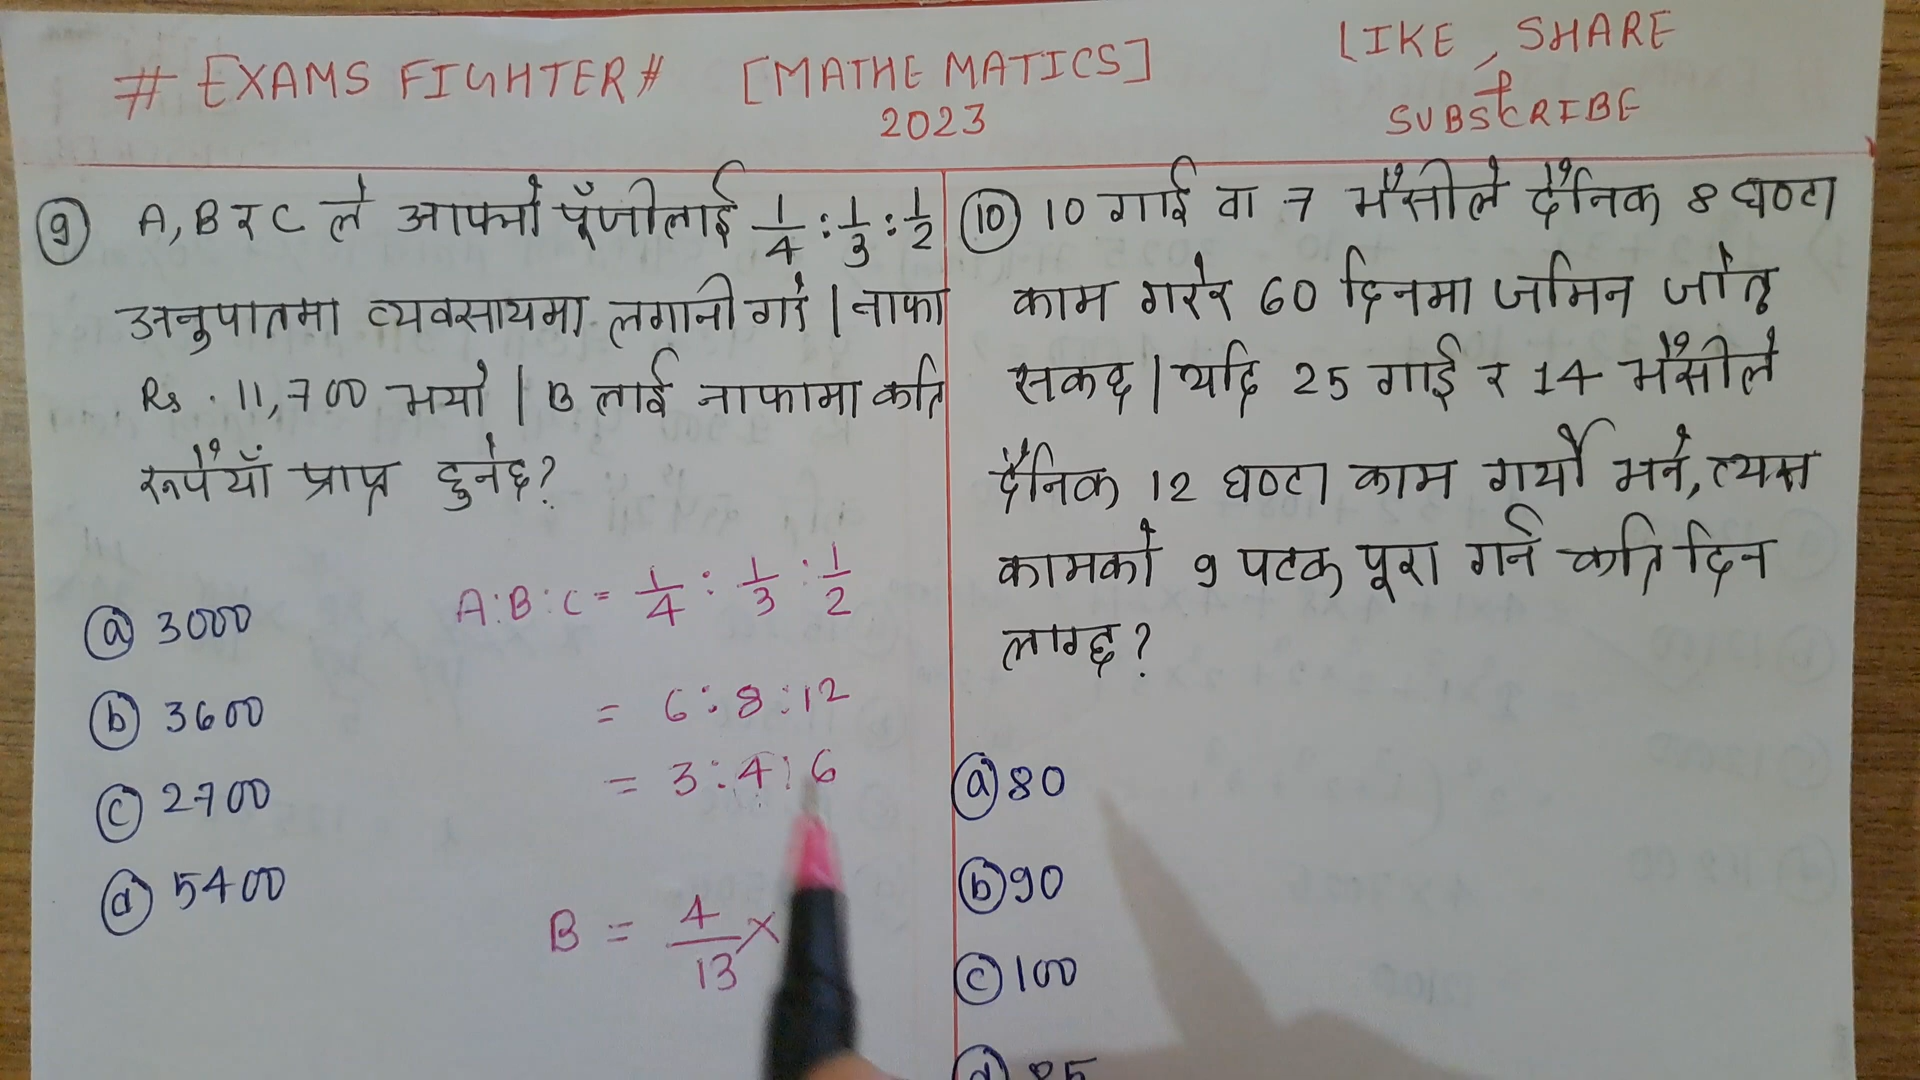 # EXAMS FIGHTER# [MATHEMATICS] 2023
LIKE, SHARE & SUBSCRIBE
9 A, B र C ले आफ्नो पूँजीलाई 1/4 : 1/3 : 1/2
अनुपातमा व्यवसायमा लगानी गरे | नाफा
Rs. 11,700 भयो | B लाई नाफामा कति
रूपैयाँ प्राप्त हुनेछ?
a 3000
b 3600
c 2700
d 5400
A:B:C = 1/4 : 1/3 : 1/2
= 6:8:12
= 3:4:6
B = 4/13 ×
10 10 गाई वा 7 भैंसीले दैनिक 8 घण्टा
काम गरेर 60 दिनमा जमिन जोत्न
सक्छ | यदि 25 गाई र 14 भैंसीले
दैनिक 12 घण्टा काम गर्यो भने, त्यस
कामको 9 पटक पूरा गर्न कति दिन
लाग्छ?
a 80
b 90
c 100
d 85